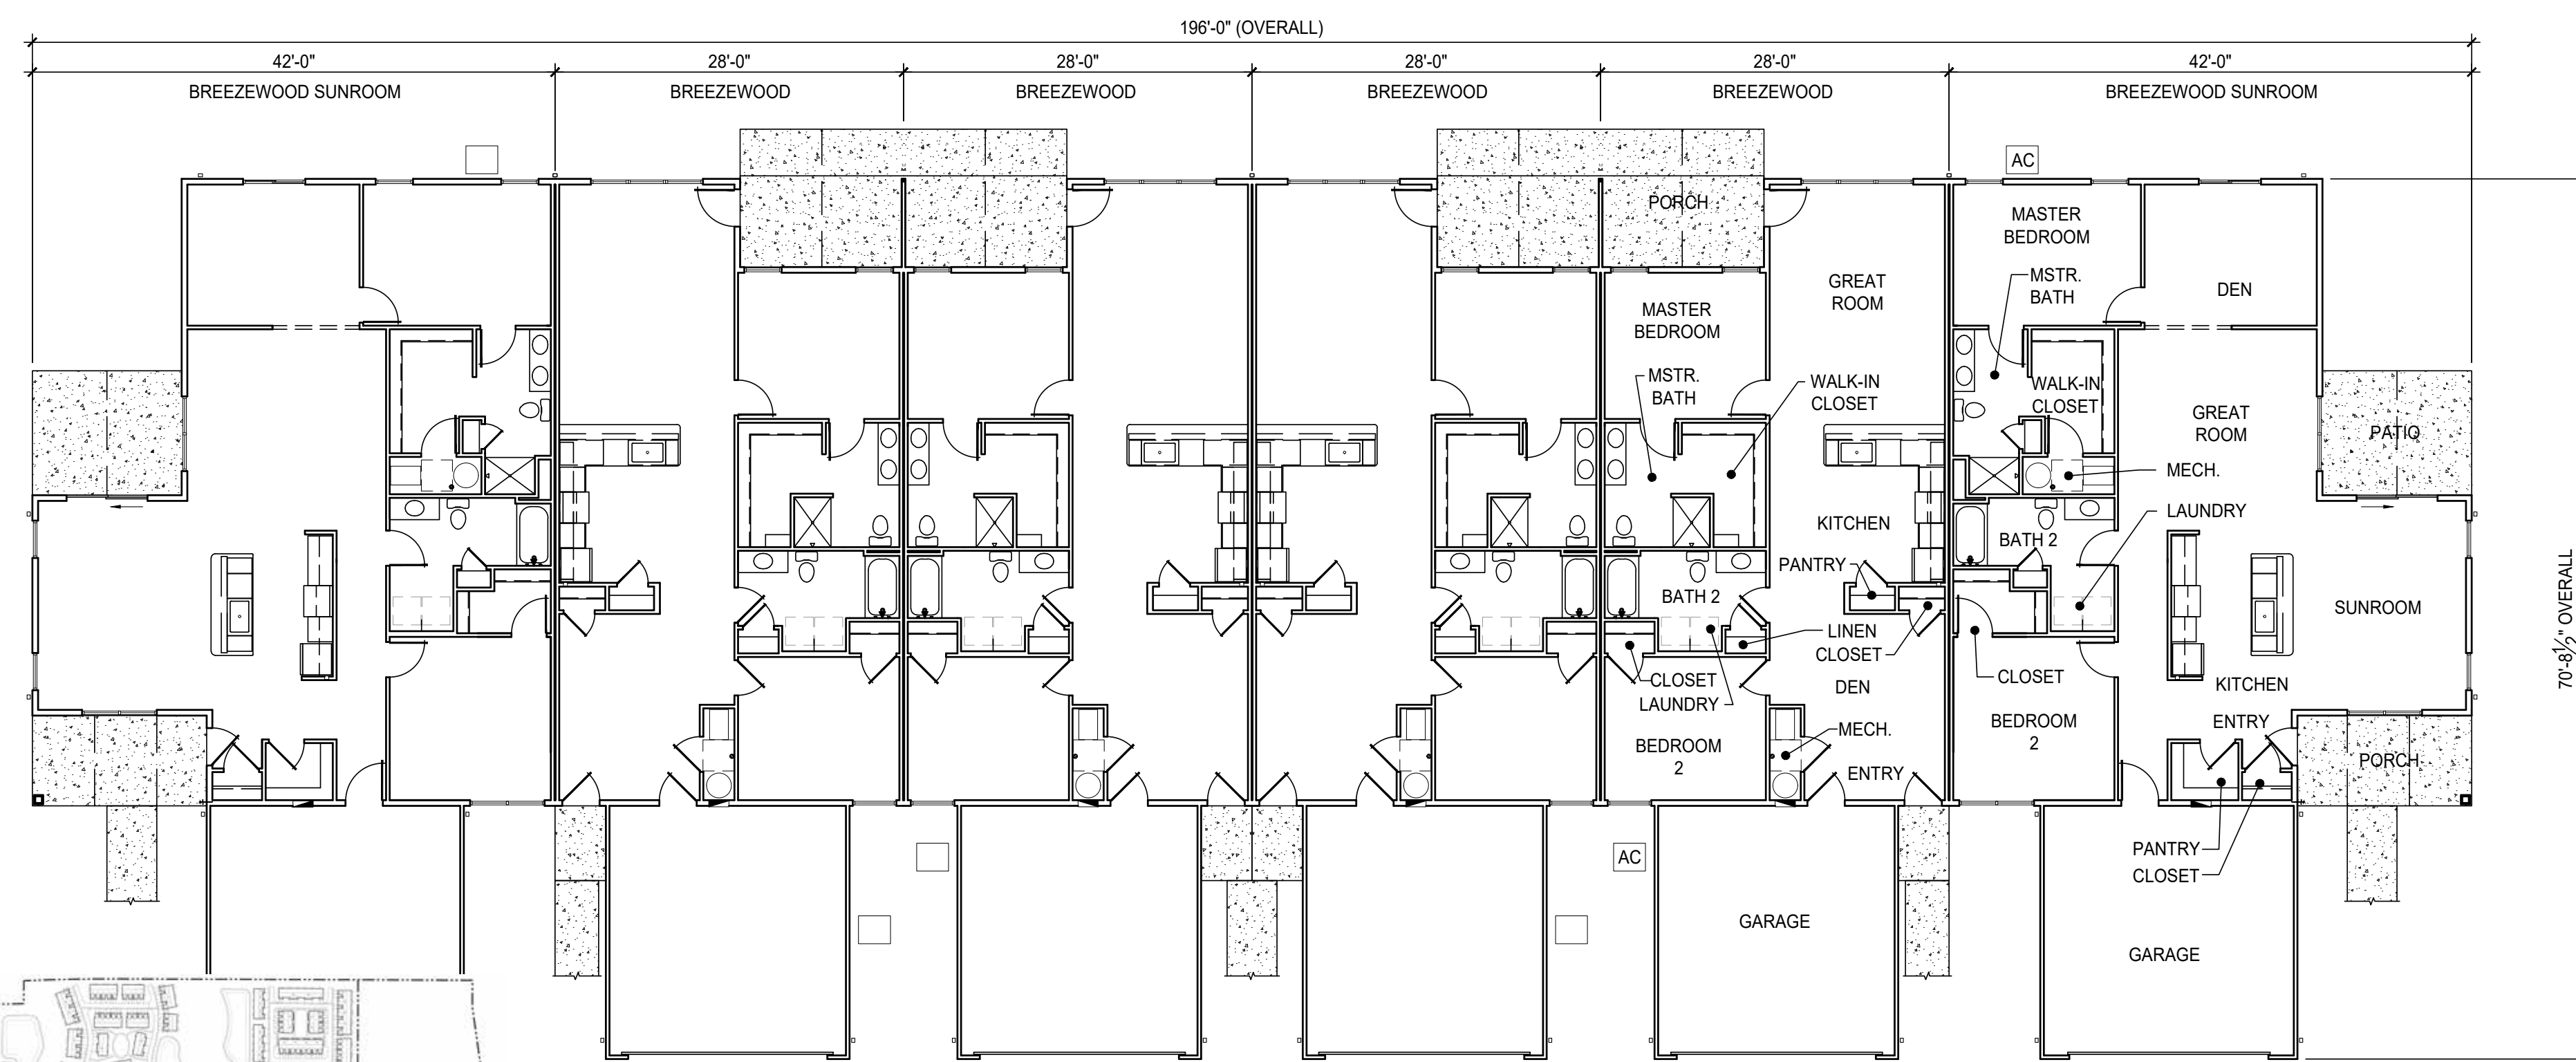 196'-0" (OVERALL)
42'-0"
28'-0"
28'-0"
28'-0"
28'-0"
42'-0"
BREEZEWOOD SUNROOM
BREEZEWOOD
BREEZEWOOD
BREEZEWOOD
BREEZEWOOD
BREEZEWOOD SUNROOM
AC
PORCH
MASTER
BEDROOM
MSTR.
BATH
DEN
GREAT
ROOM
MASTER
BEDROOM
MSTR.
BATH
WALK-IN
CLOSET
WALK-IN
CLOSET
GREAT
ROOM
PATIO
MECH.
LAUNDRY
KITCHEN
BATH 2
PANTRY
BATH 2
SUNROOM
LINEN
CLOSET
CLOSET
LAUNDRY
DEN
CLOSET
KITCHEN
BEDROOM
2
ENTRY
MECH.
BEDROOM
2
ENTRY
PORCH
AC
PANTRY
CLOSET
GARAGE
GARAGE
70'-8½" OVERALL